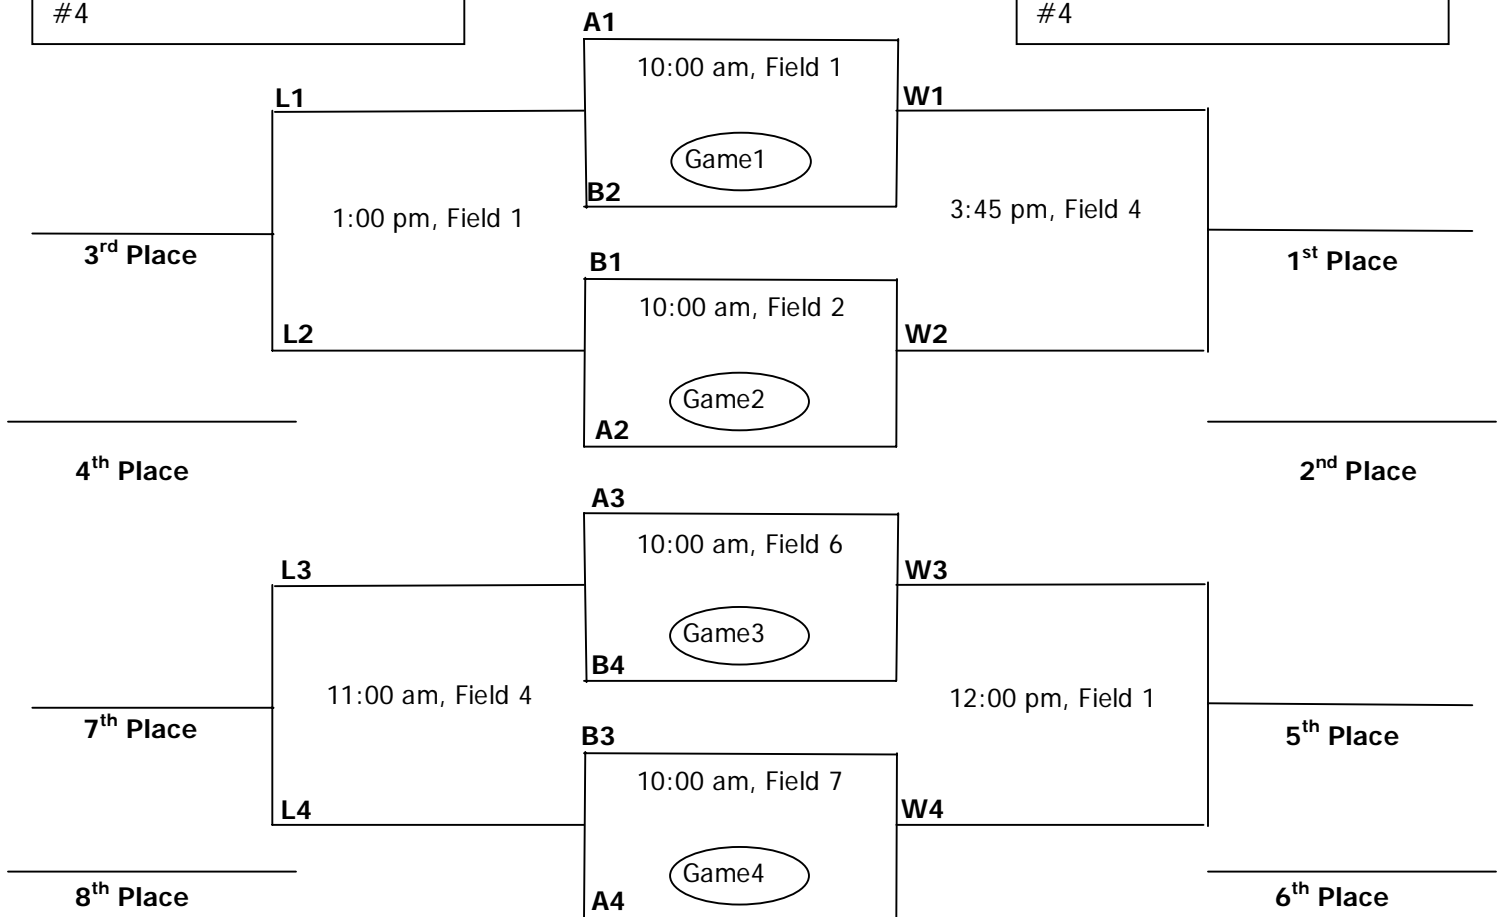 #4
#4
A1
10:00 am, Field 1
L1
W1
Game1
B2
1:00 pm, Field 1
3:45 pm, Field 4
3rd Place
B1
1st Place
10:00 am, Field 2
L2
W2
Game2
A2
4th Place
2nd Place
A3
10:00 am, Field 6
L3
W3
Game3
B4
11:00 am, Field 4
12:00 pm, Field 1
7th Place
B3
5th Place
10:00 am, Field 7
L4
W4
Game4
8th Place
A4
6th Place